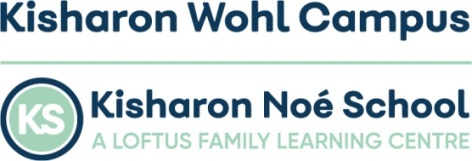 Kisharon Wohl Campus
KS
Kisharon Noé School
A LOFTUS FAMILY LEARNING CENTRE